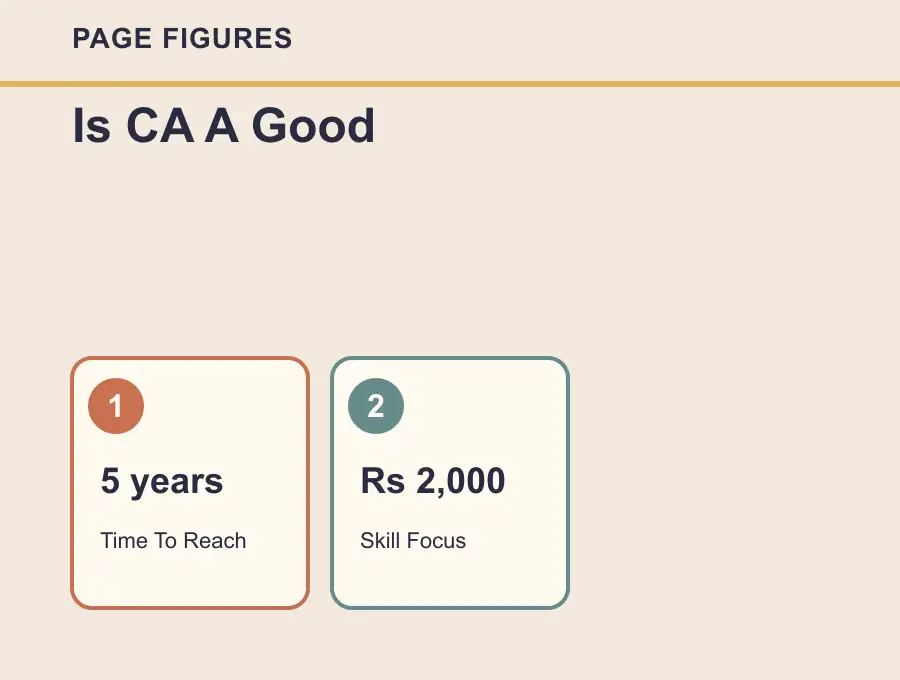 PAGE FIGURES
Is CA A Good
1
5 years
Time To Reach
2
Rs 2,000
Skill Focus